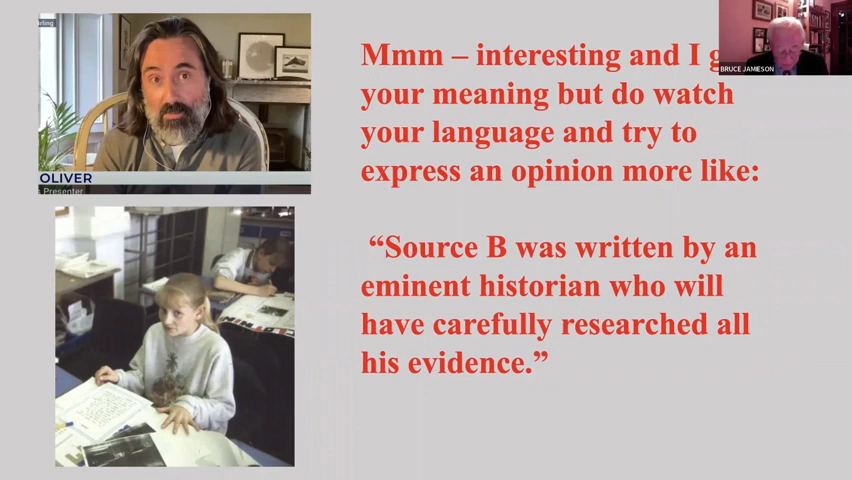 rling
OLIVER
Presenter
Mmm – interesting and I g
your meaning but do watch
your language and try to
express an opinion more like:
“Source B was written by an
eminent historian who will
have carefully researched all
his evidence.”
BRUCE JAMIESON